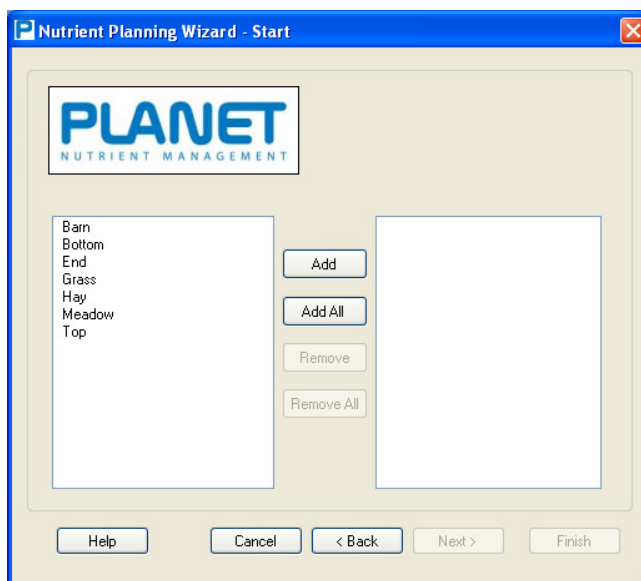 Nutrient Planning Wizard - Start
PLANET
NUTRIENT MANAGEMENT
Barn
Bottom
End
Grass
Hay
Meadow
Top
Add
Add All
Remove
Remove All
Help
Cancel
< Back
Next >
Finish